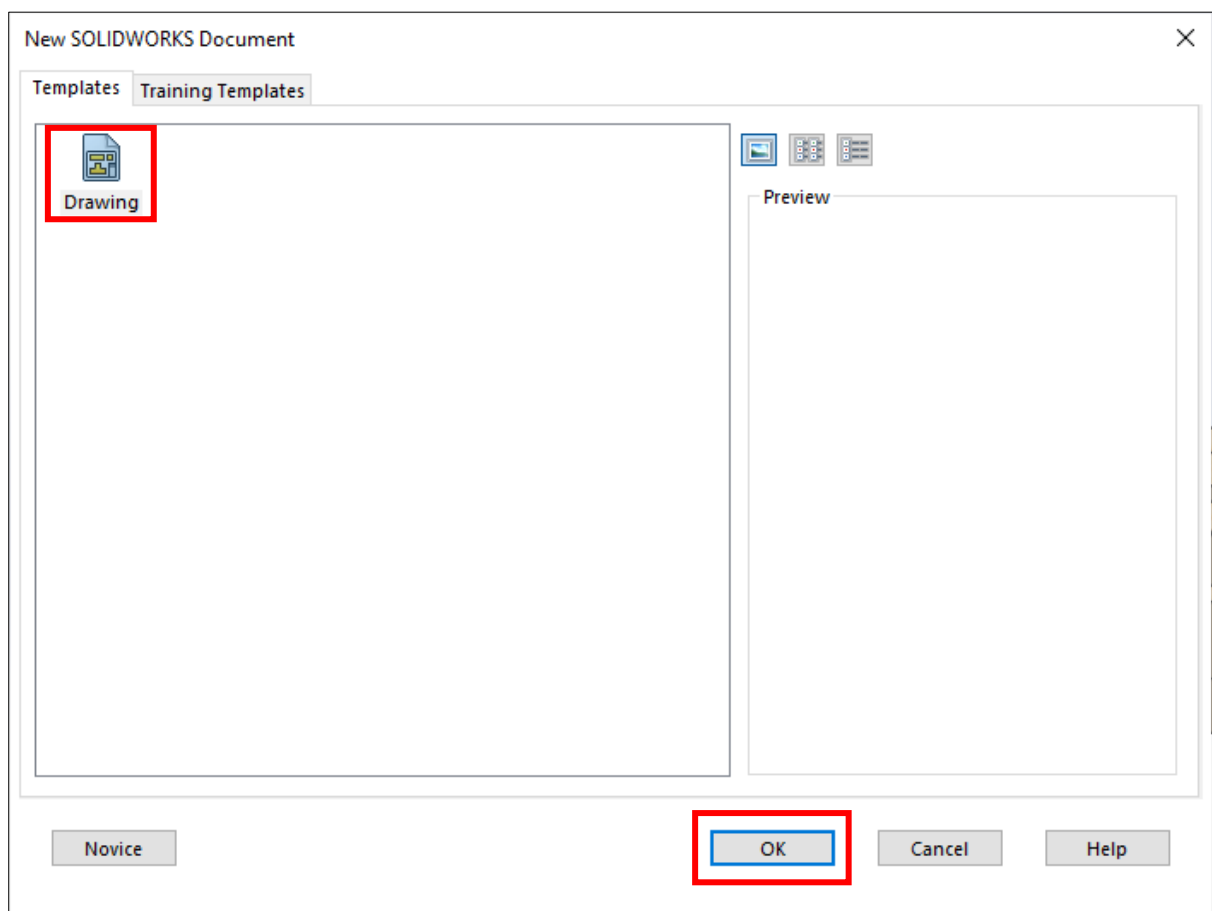 New SOLIDWORKS Document
Templates Training Templates
Drawing
Preview
Novice OK Cancel Help